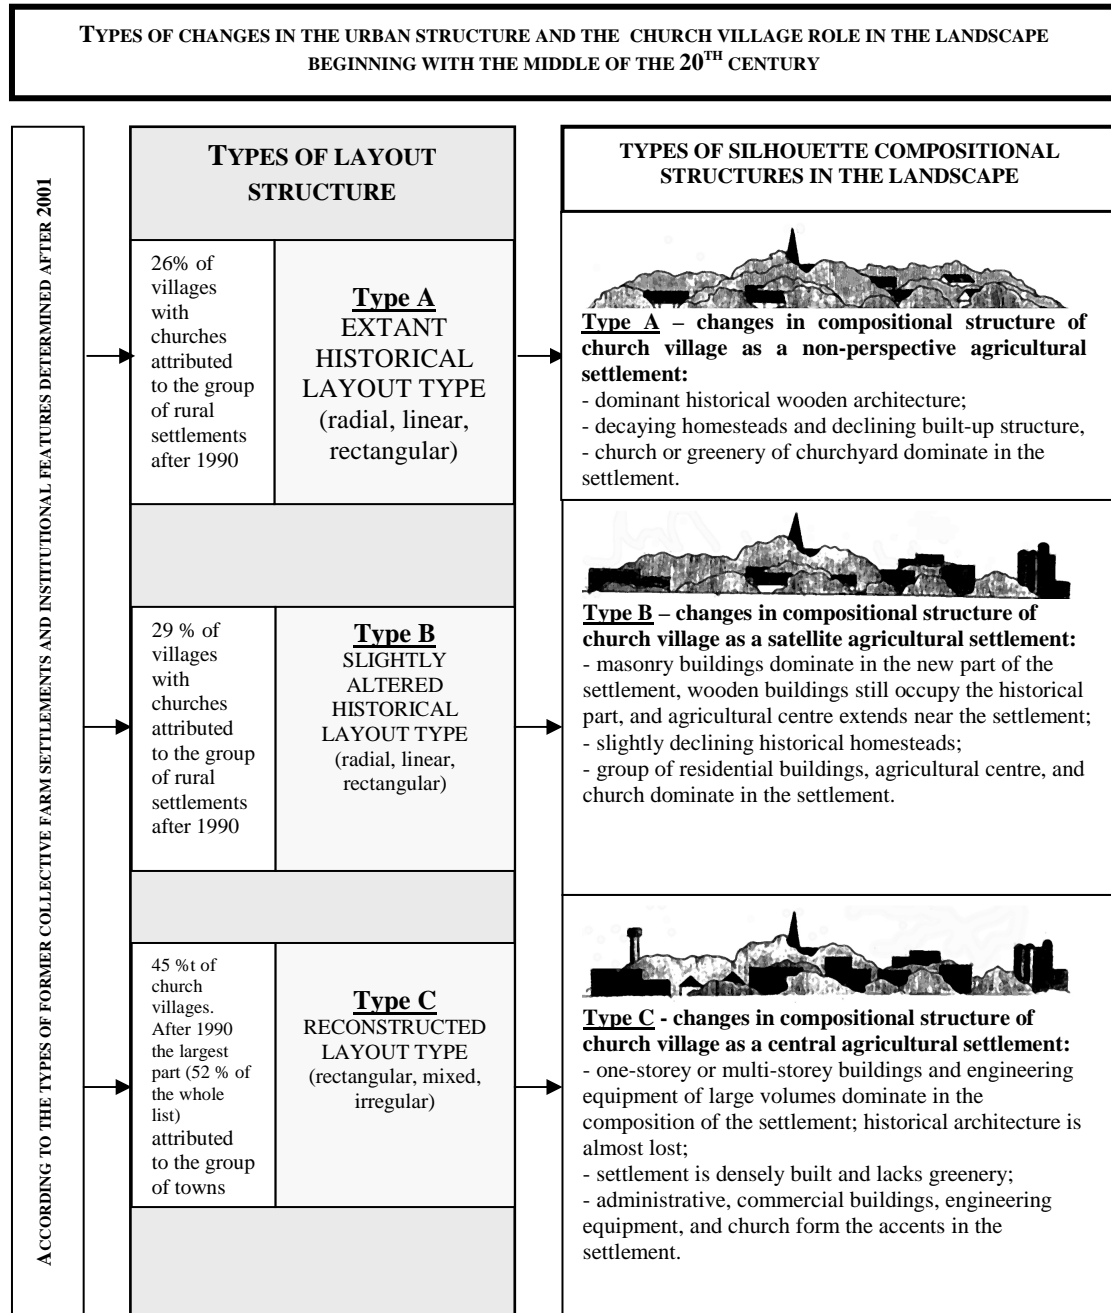 TYPES OF CHANGES IN THE URBAN STRUCTURE AND THE CHURCH VILLAGE ROLE IN THE LANDSCAPE
BEGINNING WITH THE MIDDLE OF THE 20TH CENTURY
ACCORDING TO THE TYPES OF FORMER COLLECTIVE FARM SETTLEMENTS AND INSTITUTIONAL FEATURES DETERMINED AFTER 2001
TYPES OF LAYOUT
STRUCTURE
26% of
villages
with
churches
attributed
to the group
of rural
settlements
after 1990
Type A
EXTANT
HISTORICAL
LAYOUT TYPE
(radial, linear,
rectangular)
29 % of
villages
with
churches
attributed
to the group
of rural
settlements
after 1990
Type B
SLIGHTLY
ALTERED
HISTORICAL
LAYOUT TYPE
(radial, linear,
rectangular)
45 %t of
church
villages.
After 1990
the largest
part (52 % of
the whole
list)
attributed
to the group
of towns
Type C
RECONSTRUCTED
LAYOUT TYPE
(rectangular, mixed,
irregular)
TYPES OF SILHOUETTE COMPOSITIONAL
STRUCTURES IN THE LANDSCAPE
Type A – changes in compositional structure of
church village as a non-perspective agricultural
settlement:
- dominant historical wooden architecture;
- decaying homesteads and declining built-up structure,
- church or greenery of churchyard dominate in the
settlement.
Type B – changes in compositional structure of
church village as a satellite agricultural settlement:
- masonry buildings dominate in the new part of the
settlement, wooden buildings still occupy the historical
part, and agricultural centre extends near the settlement;
- slightly declining historical homesteads;
- group of residential buildings, agricultural centre, and
church dominate in the settlement.
Type C - changes in compositional structure of
church village as a central agricultural settlement:
- one-storey or multi-storey buildings and engineering
equipment of large volumes dominate in the
composition of the settlement; historical architecture is
almost lost;
- settlement is densely built and lacks greenery;
- administrative, commercial buildings, engineering
equipment, and church form the accents in the
settlement.